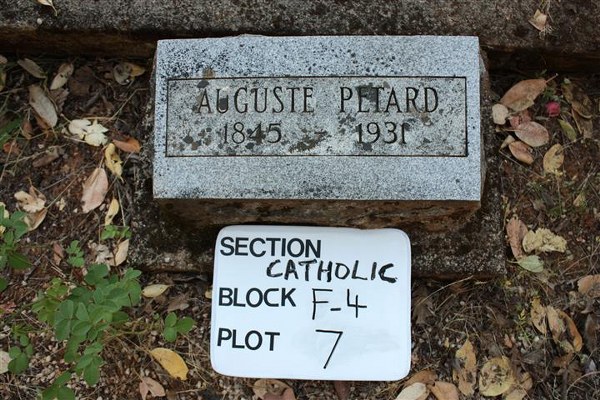 AUGUSTE PETARD
1845 - 1931
SECTION
CATHOLIC
BLOCK F-4
PLOT 7